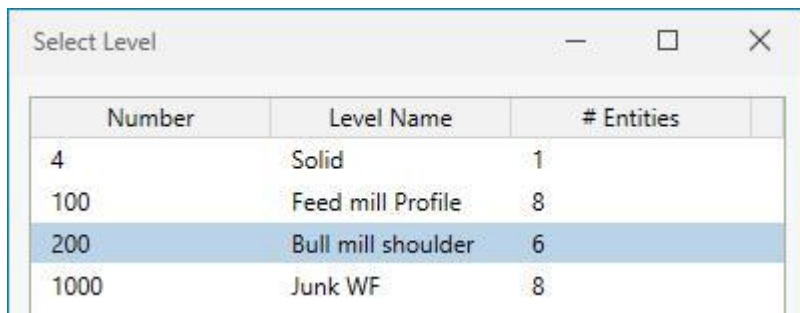 Select Level
Number Level Name # Entities
4 Solid 1
100 Feed mill Profile 8
200 Bull mill shoulder 6
1000 Junk WF 8